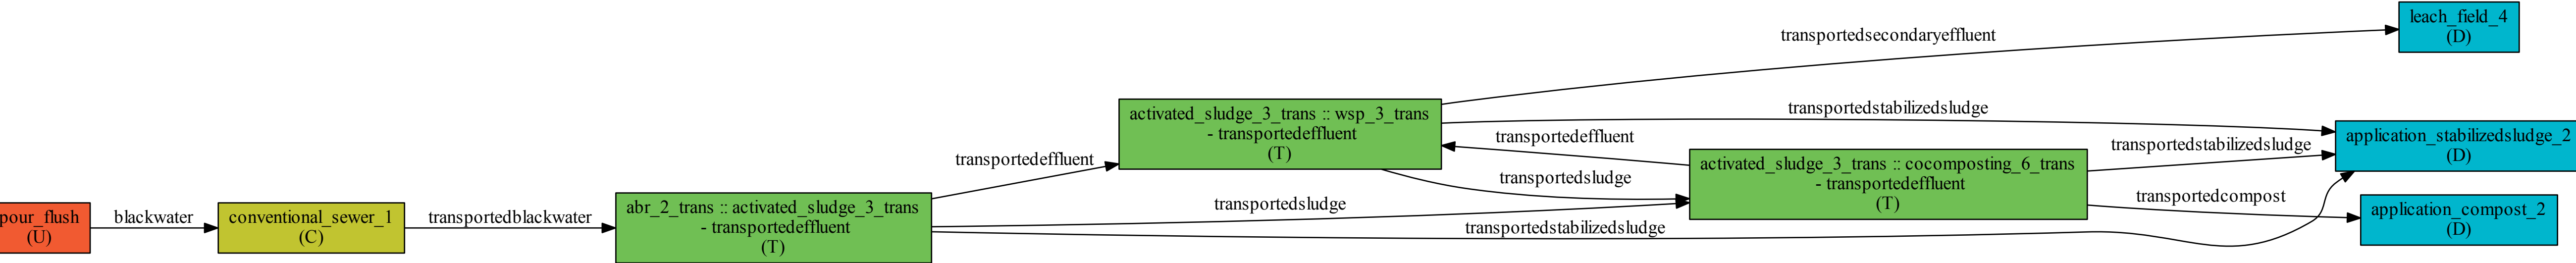 pour_flush
(U)
blackwater
conventional_sewer_1
(C)
transportedblackwater
abr_2_trans :: activated_sludge_3_trans
- transportedeffluent
(T)
transportedeffluent
transportedsludge
transportedstabilizedsludge
activated_sludge_3_trans :: wsp_3_trans
- transportedeffluent
(T)
transportedsecondaryeffluent
transportedstabilizedsludge
transportedeffluent
transportedsludge
activated_sludge_3_trans :: cocomposting_6_trans
- transportedeffluent
(T)
transportedstabilizedsludge
transportedcompost
leach_field_4
(D)
application_stabilizedsludge_2
(D)
application_compost_2
(D)